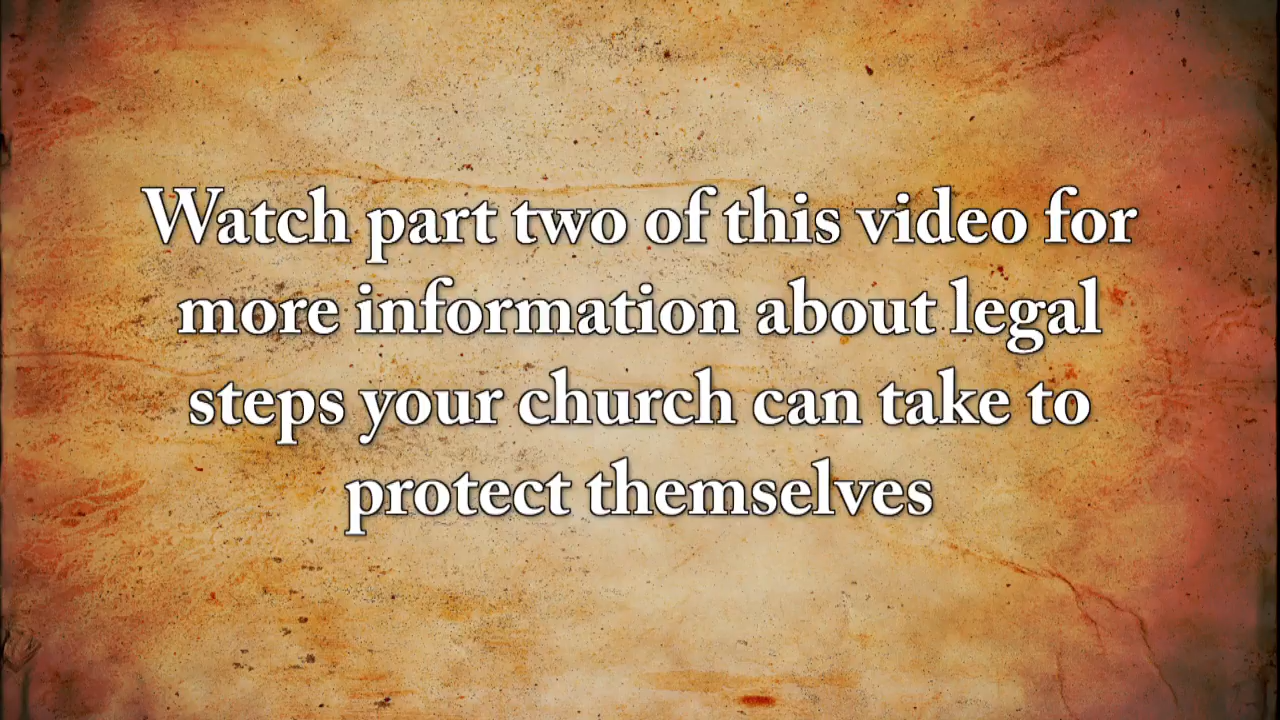 Watch part two of this video for
more information about legal
steps your church can take to
protect themselves